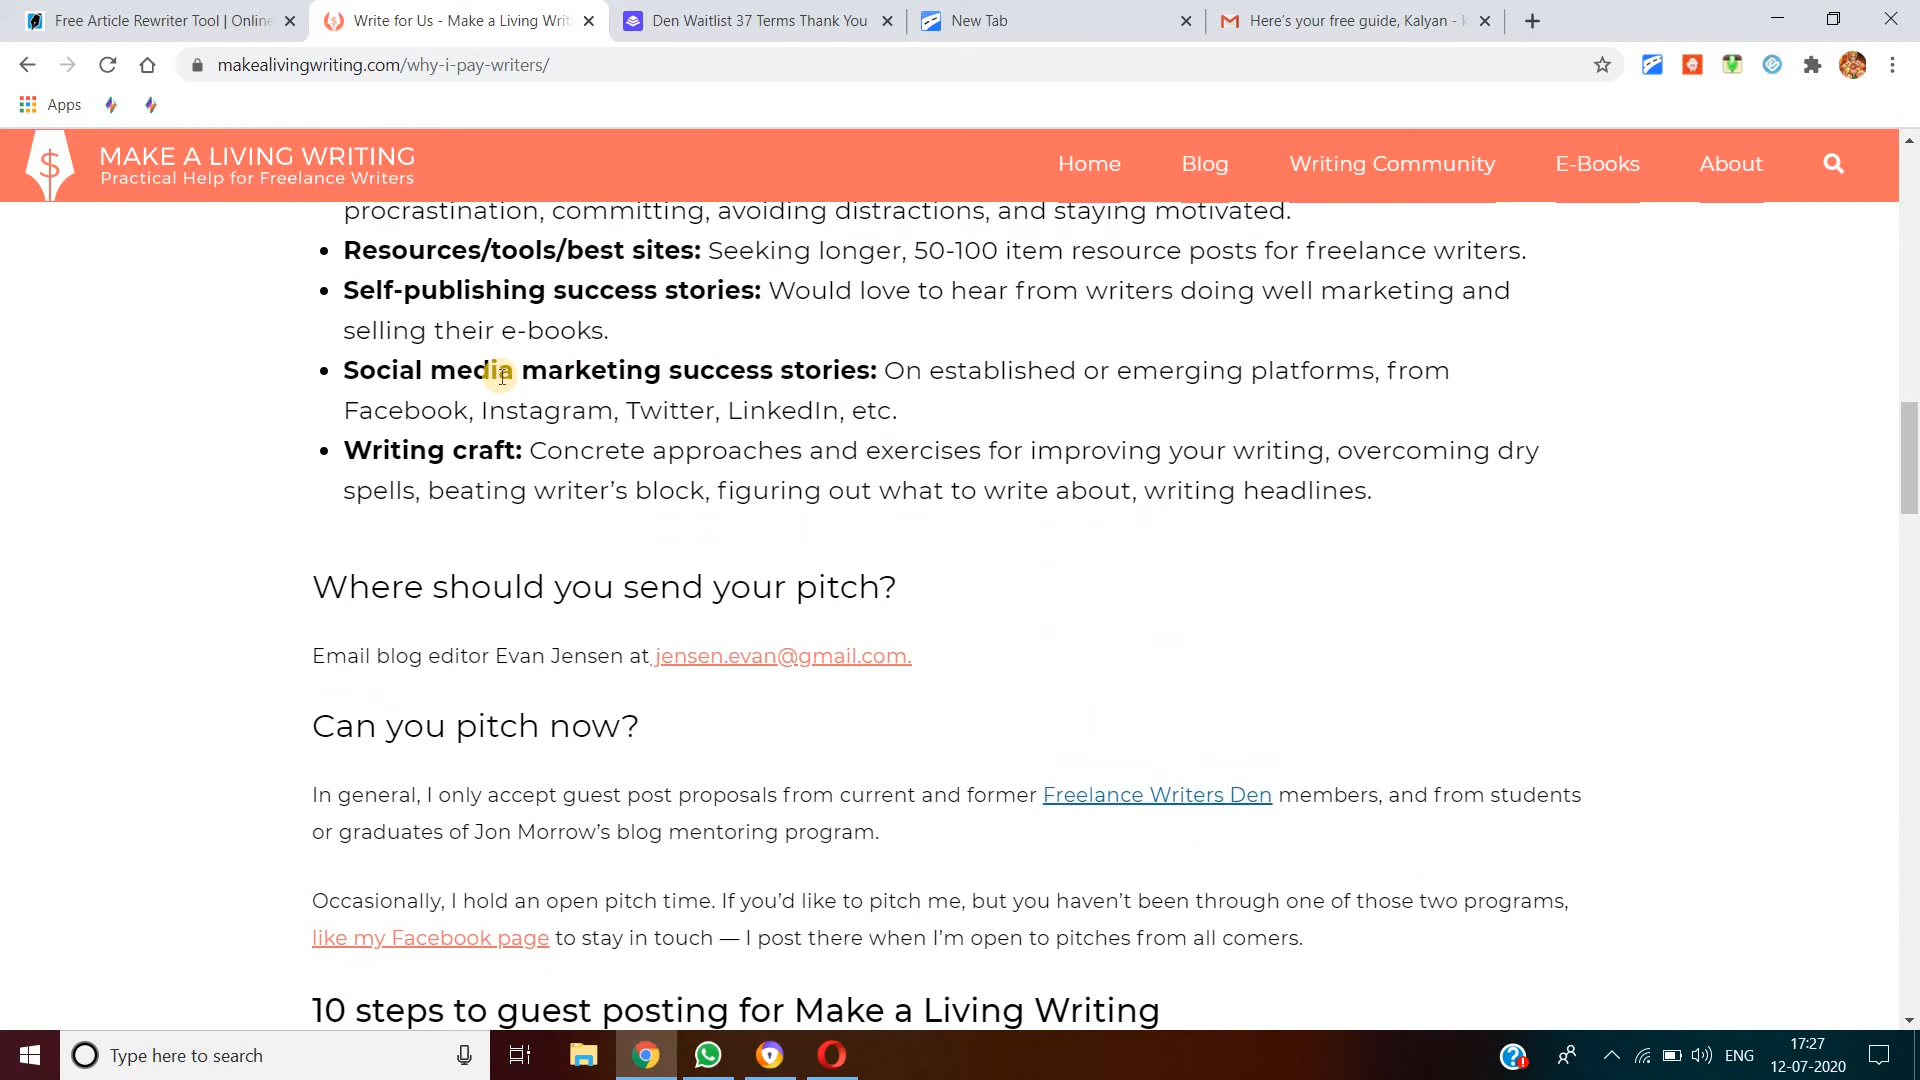 Free Article Rewriter Tool | Online
Write for Us - Make a Living Writ
Den Waitlist 37 Terms Thank You
New Tab
Here's your free guide, Kalyan - k
makealivingwriting.com/why-i-pay-writers/
Apps
MAKE A LIVING WRITING
Practical Help for Freelance Writers
Home
Blog
Writing Community
E-Books
About
procrastination, committing, avoiding distractions, and staying motivated.
• Resources/tools/best sites: Seeking longer, 50-100 item resource posts for freelance writers.
• Self-publishing success stories: Would love to hear from writers doing well marketing and
selling their e-books.
• Social media marketing success stories: On established or emerging platforms, from
Facebook, Instagram, Twitter, LinkedIn, etc.
• Writing craft: Concrete approaches and exercises for improving your writing, overcoming dry
spells, beating writer's block, figuring out what to write about, writing headlines.
Where should you send your pitch?
Email blog editor Evan Jensen at jensen.evan@gmail.com.
Can you pitch now?
In general, I only accept guest post proposals from current and former Freelance Writers Den members, and from students
or graduates of Jon Morrow's blog mentoring program.
Occasionally, I hold an open pitch time. If you'd like to pitch me, but you haven't been through one of those two programs,
like my Facebook page to stay in touch — I post there when I'm open to pitches from all comers.
10 steps to guest posting for Make a Living Writing
Type here to search
ENG
17:27
12-07-2020